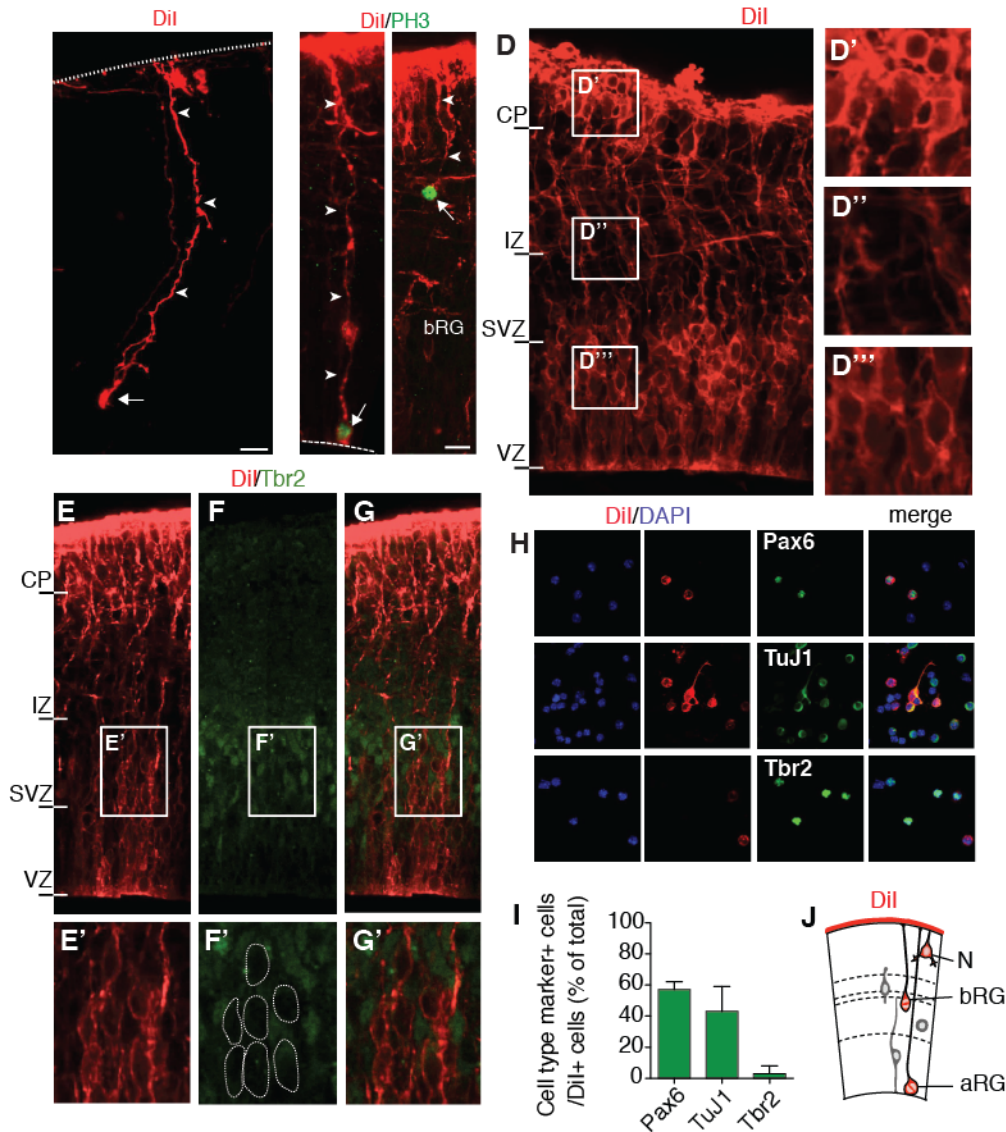 DiI
DiI/PH3
DiI
bRG
D
D'
D''
D'''
CP
IZ
SVZ
VZ
D'
D''
D'''
DiI/Tbr2
E
F
G
CP
IZ
SVZ
VZ
E'
F'
G'
E'
F'
G'
H
DiI/DAPI
merge
Pax6
TuJ1
Tbr2
I
Cell type marker+ cells
/DiI+ cells (% of total)
100
80
60
40
20
0
Pax6
TuJ1
Tbr2
J
DiI
N
bRG
aRG